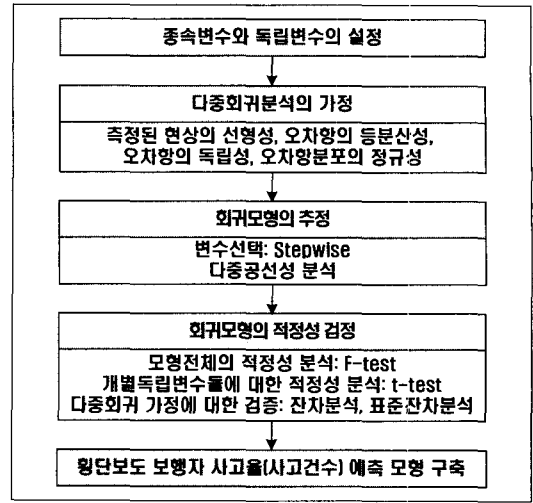 종속변수와 독립변수의 설정
다중회귀분석의 가정
측정된 현상의 선형성, 오차항의 등분산성,
오차항의 독립성, 오차항분포의 정규성
회귀모형의 추정
변수선택: Stepwise
다중공선성 분석
회귀모형의 적정성 검정
모형전체의 적정성 분석: F-test
개별독립변수들에 대한 적정성 분석: t-test
다중회귀 가정에 대한 검증: 잔차분석, 표준잔차분석
횡단보도 보행자 사고율(사고건수) 예측 모형 구축